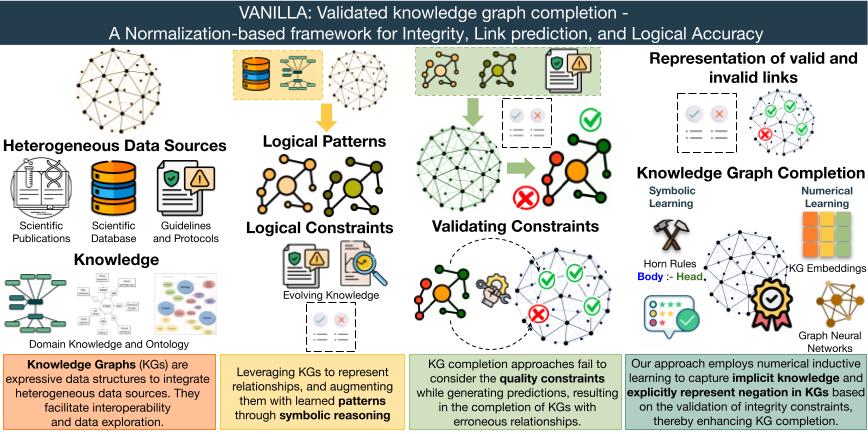 VANILLA: Validated knowledge graph completion -
A Normalization-based framework for Integrity, Link prediction, and Logical Accuracy
Heterogeneous Data Sources
Scientific
Publications
Scientific
Database
Guidelines
and Protocols
Knowledge
Domain Knowledge and Ontology
Knowledge Graphs (KGs) are
expressive data structures to integrate
heterogeneous data sources. They
facilitate interoperability
and data exploration.
Logical Patterns
Logical Constraints
Evolving Knowledge
Leveraging KGs to represent
relationships, and augmenting
them with learned patterns
through symbolic reasoning
Validating Constraints
KG completion approaches fail to
consider the quality constraints
while generating predictions, resulting
in the completion of KGs with
erroneous relationships.
Representation of valid and
invalid links
Knowledge Graph Completion
Symbolic
Learning
Horn Rules
Body :- Head.
Numerical
Learning
KG Embeddings
Graph Neural
Networks
Our approach employs numerical inductive
learning to capture implicit knowledge and
explicitly represent negation in KGs based
on the validation of integrity constraints,
thereby enhancing KG completion.